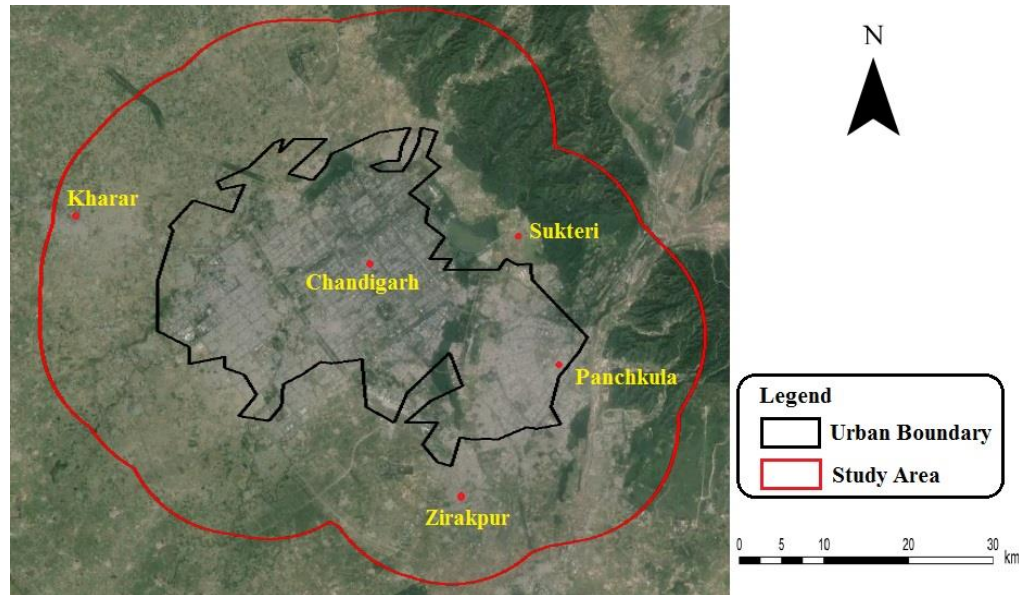 N
Kharar
Sukteri
Chandigarh
Panchkula
Zirakpur
Legend
Urban Boundary
Study Area
0 5 10 20 30
km